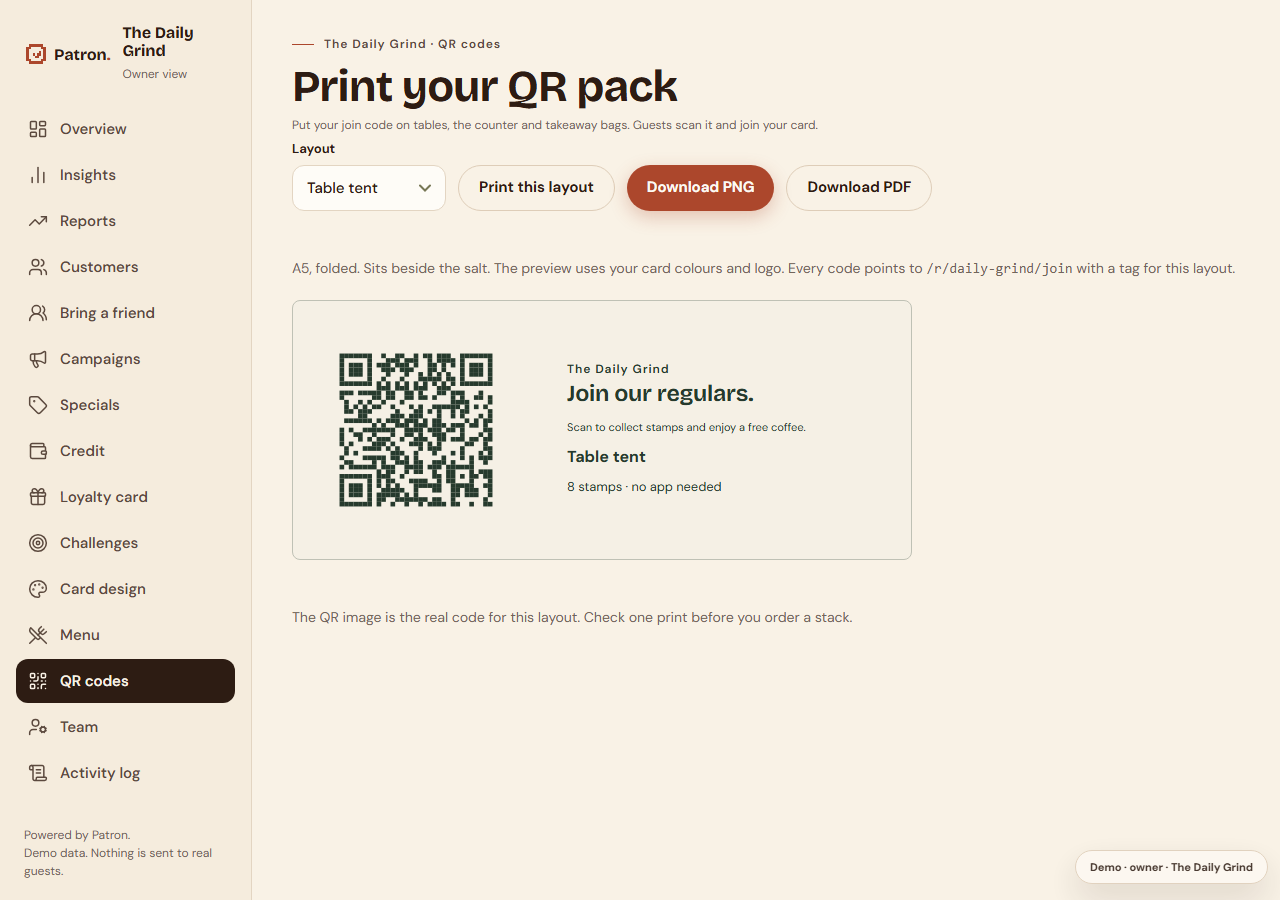 Patron.
The Daily
Grind
Owner view
Overview
Insights
Reports
Customers
Bring a friend
Campaigns
Specials
Credit
Loyalty card
Challenges
Card design
Menu
QR codes
Team
Activity log
Powered by Patron.
Demo data. Nothing is sent to real
guests.
The Daily Grind · QR codes
Print your QR pack
Put your join code on tables, the counter and takeaway bags. Guests scan it and join your card.
Layout
Table tent
Print this layout
Download PNG
Download PDF
A5, folded. Sits beside the salt. The preview uses your card colours and logo. Every code points to /r/daily-grind/join with a tag for this layout.
The Daily Grind
Join our regulars.
Scan to collect stamps and enjoy a free coffee.
Table tent
8 stamps · no app needed
The QR image is the real code for this layout. Check one print before you order a stack.
Demo · owner · The Daily Grind